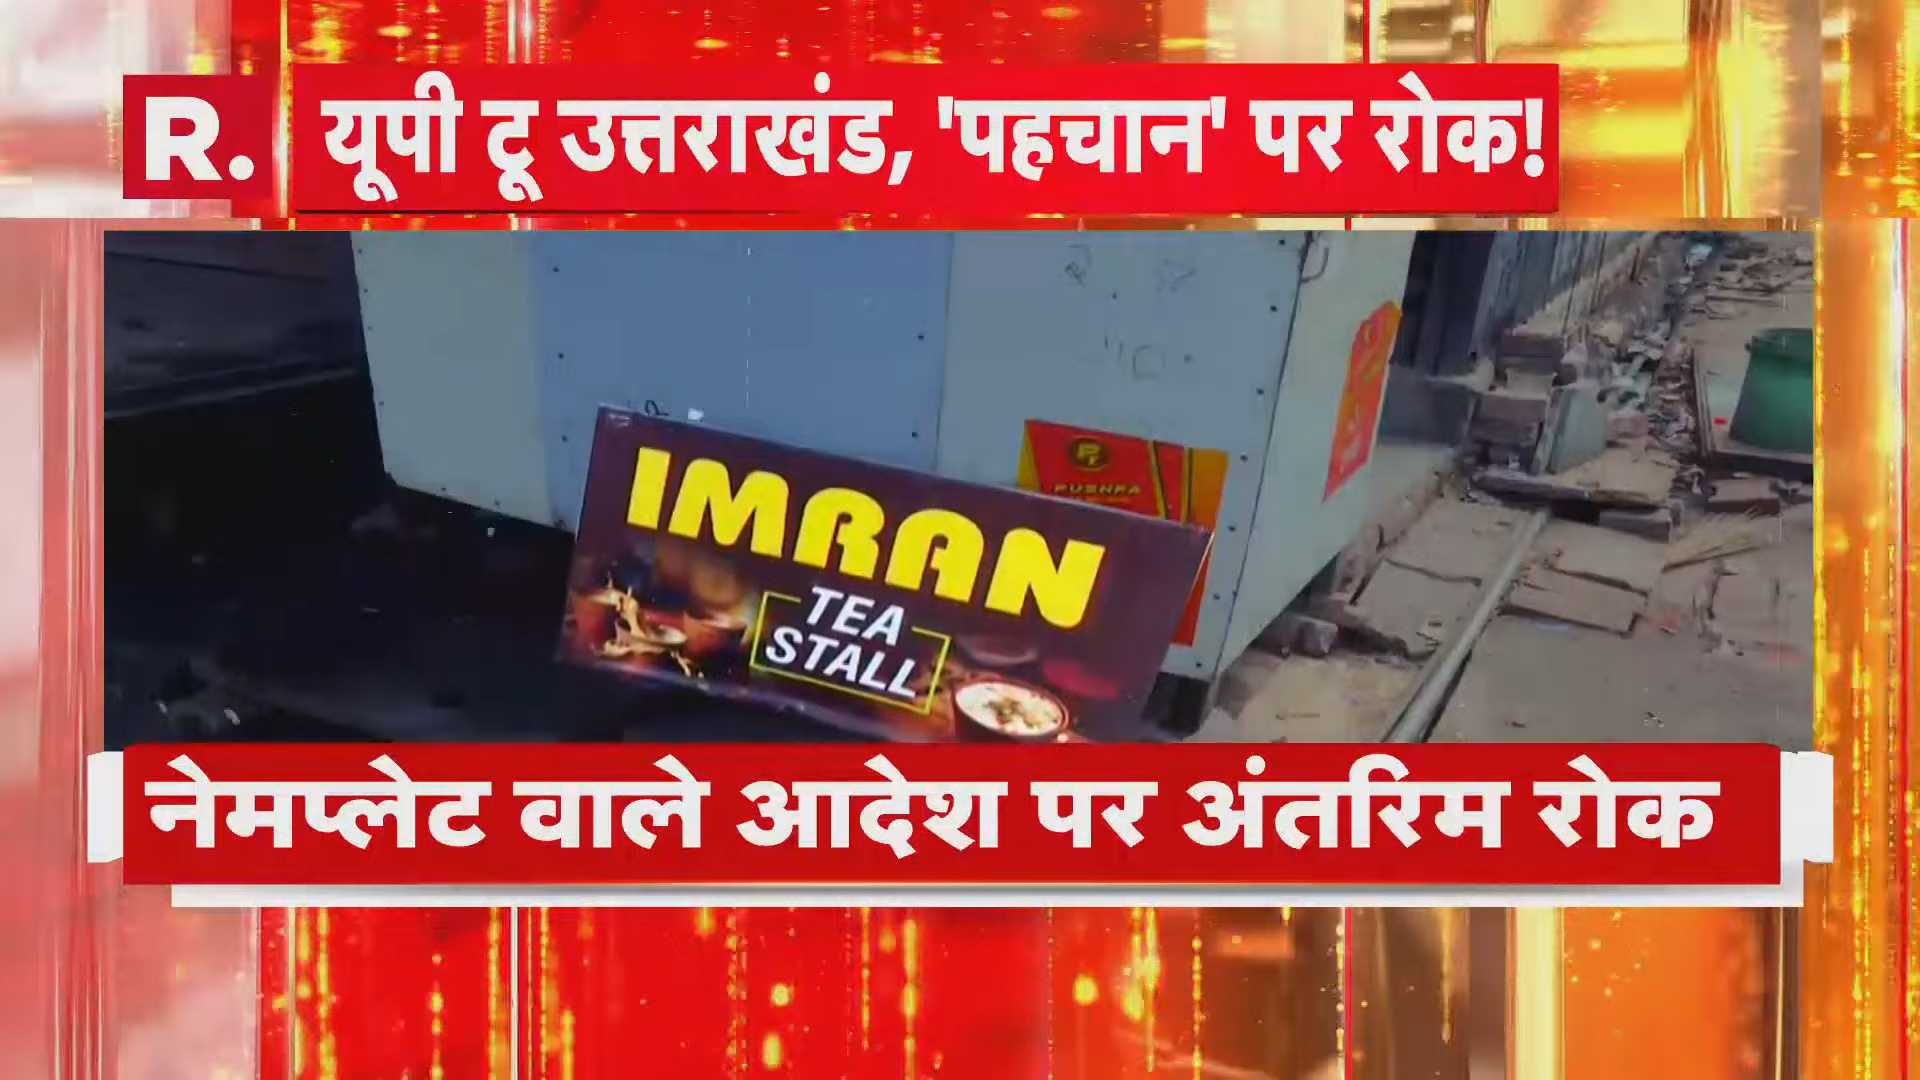 R.
यूपी टू उत्तराखंड, 'पहचान' पर रोक!
PUSHPA
IMRAN
TEA
STALL
नेमप्लेट वाले आदेश पर अंतरिम रोक